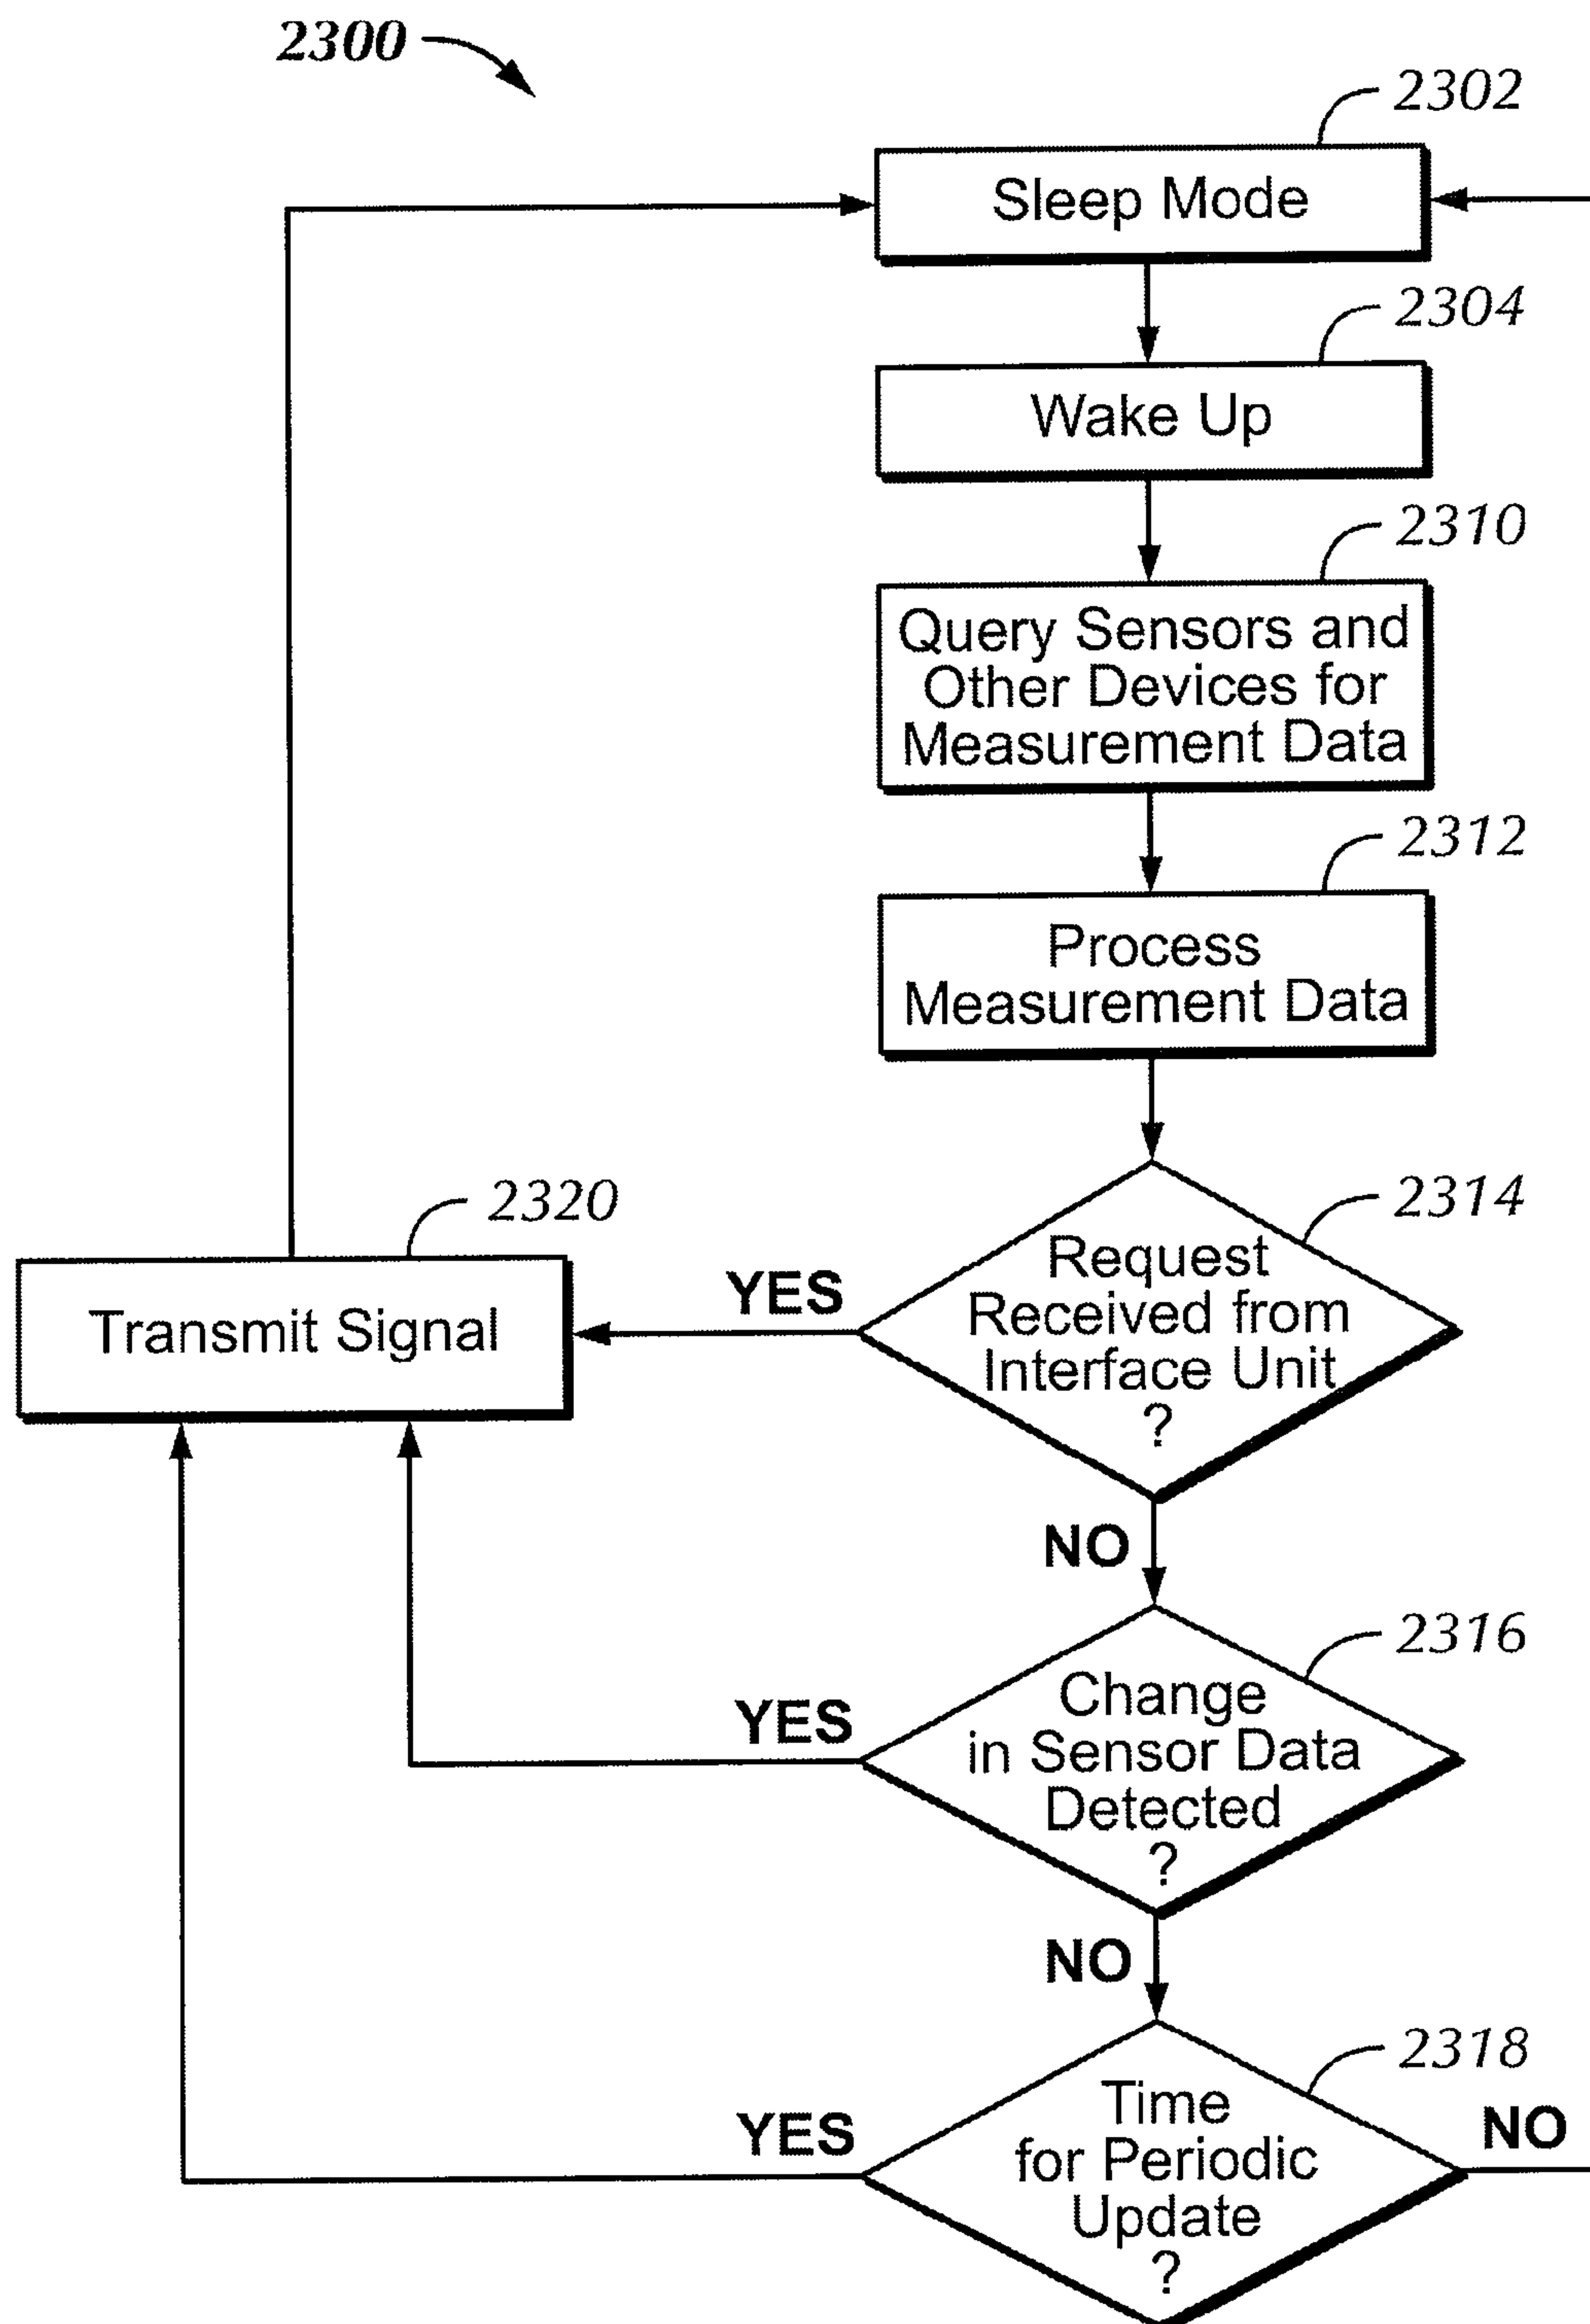 2300
2302
Sleep Mode
2304
Wake Up
2310
Query Sensors and
Other Devices for
Measurement Data
2312
Process
Measurement Data
2314
Request
Received from
Interface Unit
?
YES
2320
Transmit Signal
NO
2316
Change
in Sensor Data
Detected
?
YES
NO
2318
Time
for Periodic
Update
?
YES
NO